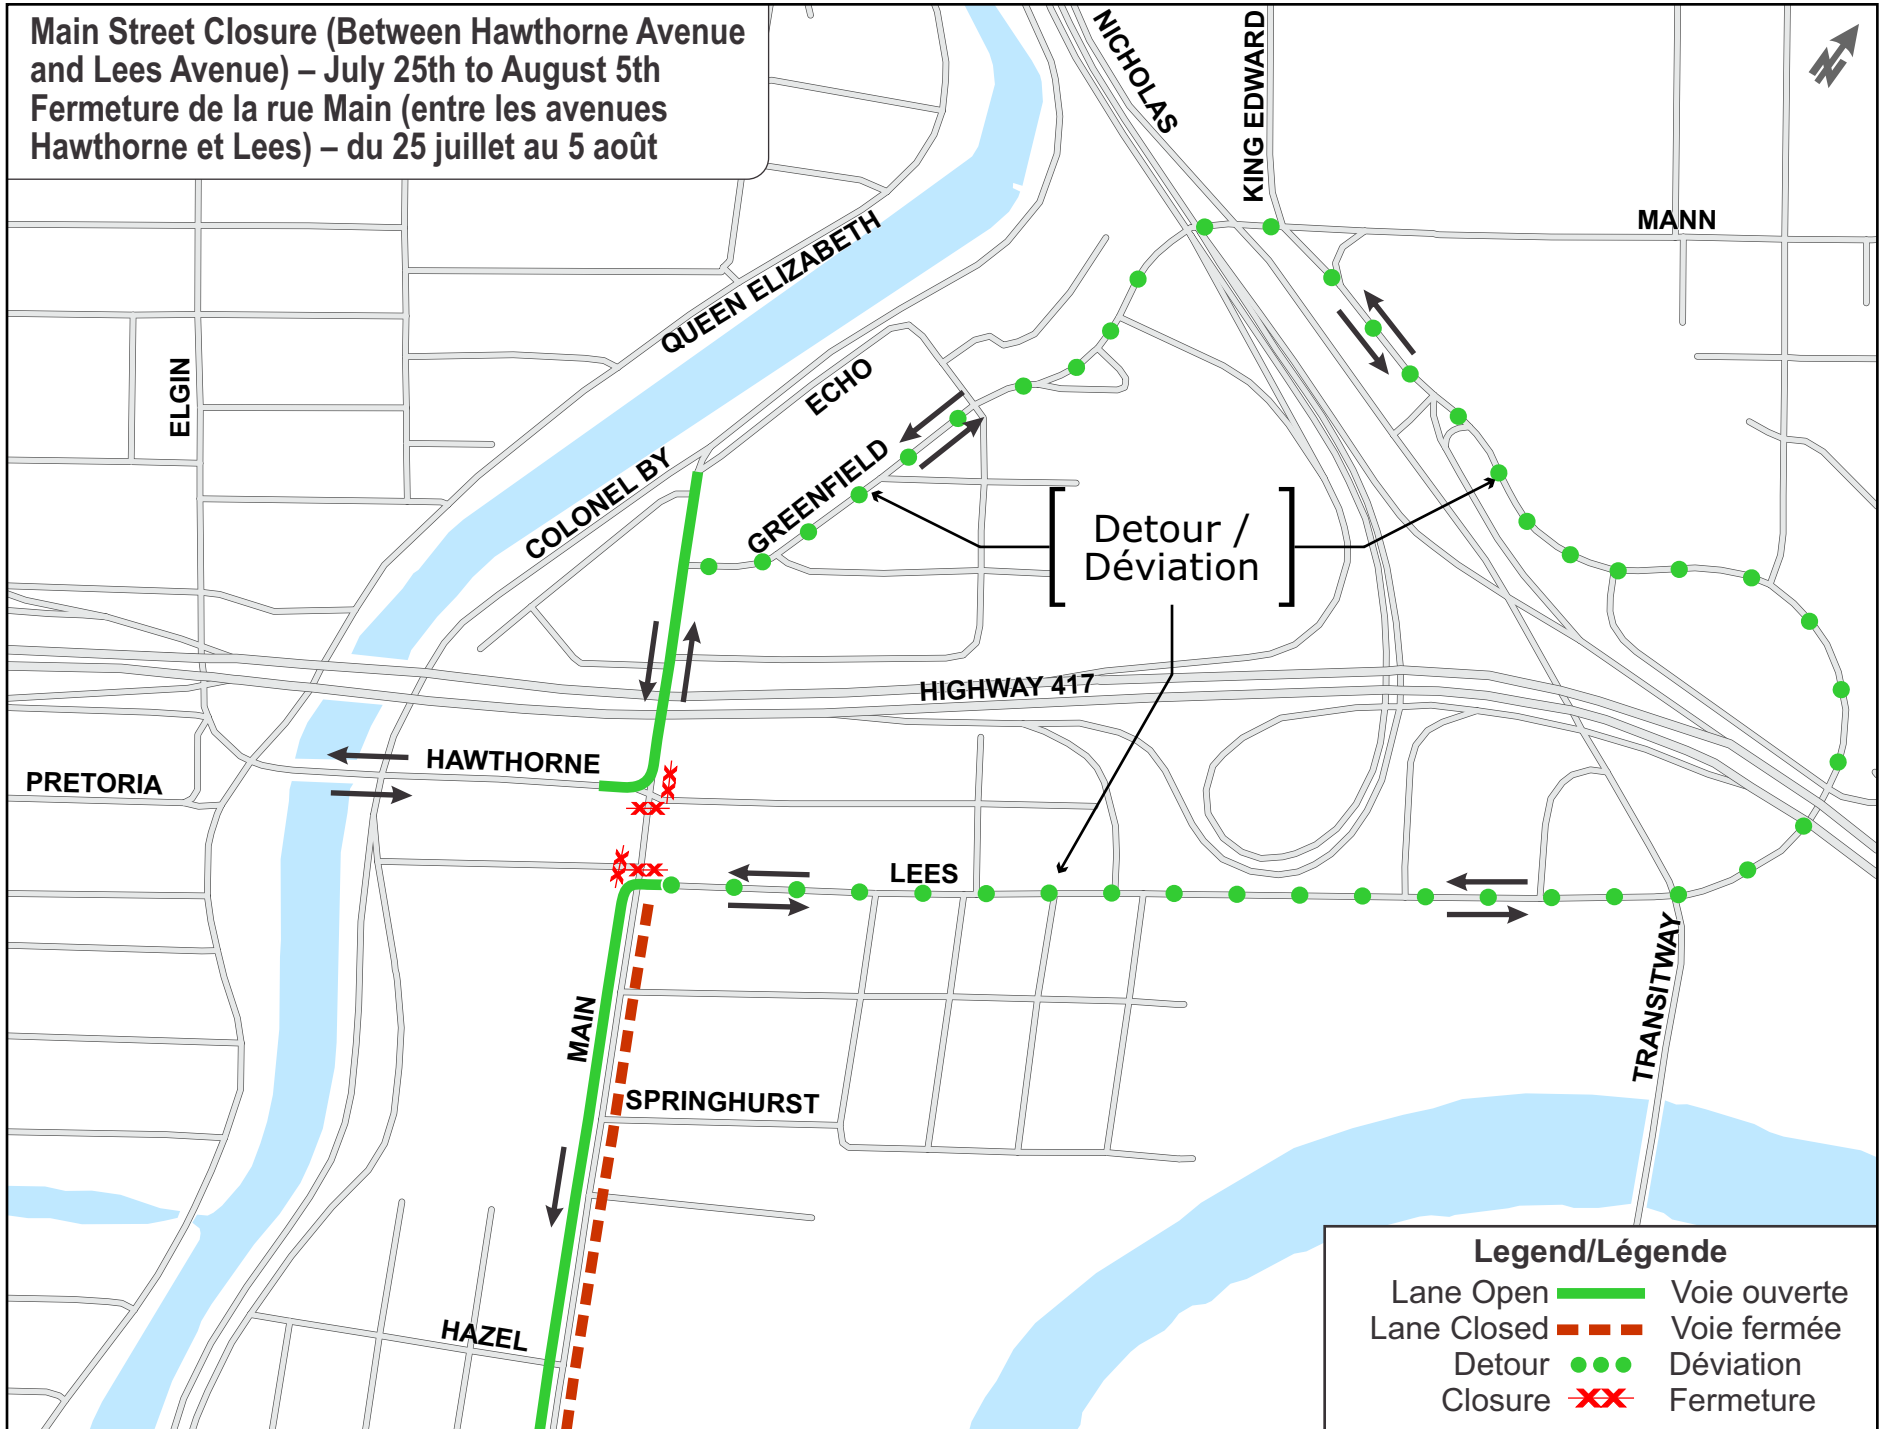 Main Street Closure (Between Hawthorne Avenue
and Lees Avenue) – July 25th to August 5th
Fermeture de la rue Main (entre les avenues
Hawthorne et Lees) – du 25 juillet au 5 août
N
NICHOLAS
KING EDWARD
MANN
QUEEN ELIZABETH
ELGIN
ECHO
COLONEL BY
GREENFIELD
Detour /
Déviation
HIGHWAY 417
HAWTHORNE
PRETORIA
LEES
MAIN
TRANSITWAY
SPRINGHURST
HAZEL
Legend/Légende
Lane Open Voie ouverte
Lane Closed Voie fermée
Detour Déviation
Closure XX Fermeture